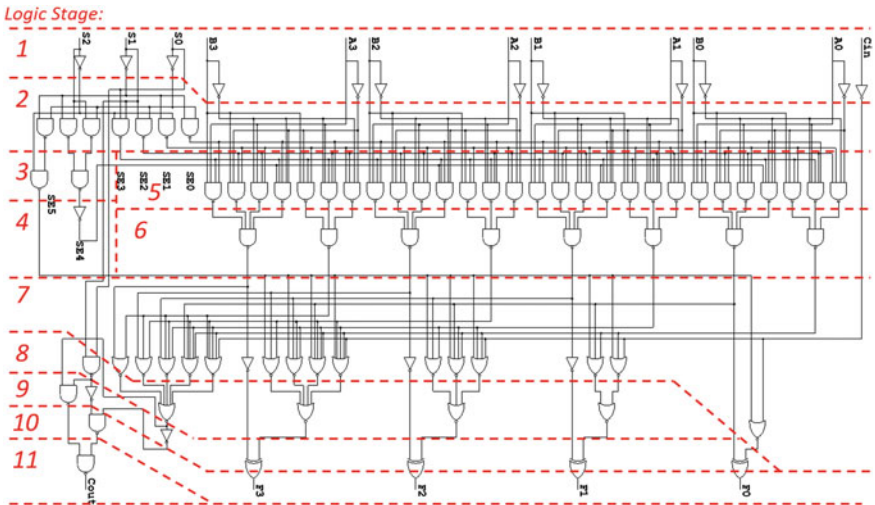 Logic Stage:
1
S2
S1
S0
B3
A3
B2
A2
B1
A1
B0
A0
Cin
2
3
SE5
SE3
SE2
SE1
SE0
5
4
SE4
6
7
8
9
10
11
Cout
F3
F2
F1
F0